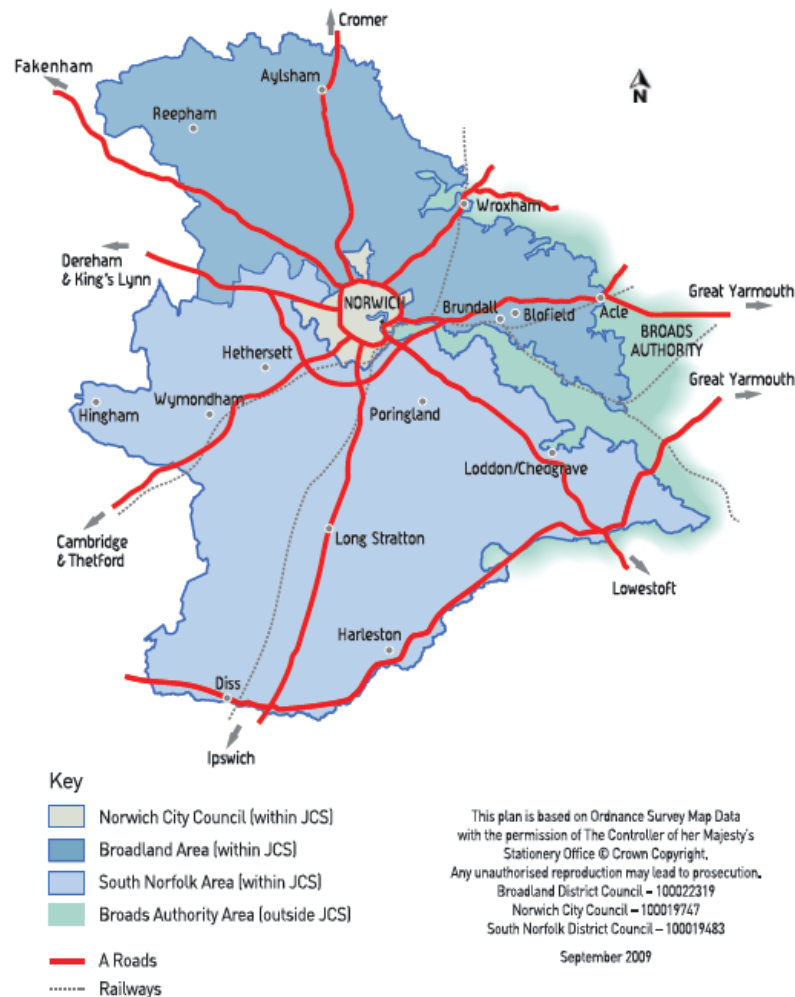 Cromer
Fakenham
Aylsham
Reepham
N
Wroxham
Dereham
& King's Lynn
NORWICH
Great Yarmouth
Brundall
Blofield
Acle
BROADS
AUTHORITY
Hethersett
Great Yarmouth
Wymondham
Hingham
Poringland
Loddon/Chedgrave
Cambridge
& Thetford
Long Stratton
Lowestoft
Harleston
Diss
Ipswich
Key
Norwich City Council (within JCS)
Broadland Area (within JCS)
South Norfolk Area (within JCS)
Broads Authority Area (outside JCS)
A Roads
Railways
This plan is based on Ordnance Survey Map Data
with the permission of The Controller of her Majesty's
Stationery Office © Crown Copyright.
Any unauthorised reproduction may lead to prosecution.
Broadland District Council – 100022319
Norwich City Council – 100019747
South Norfolk District Council – 100019483
September 2009